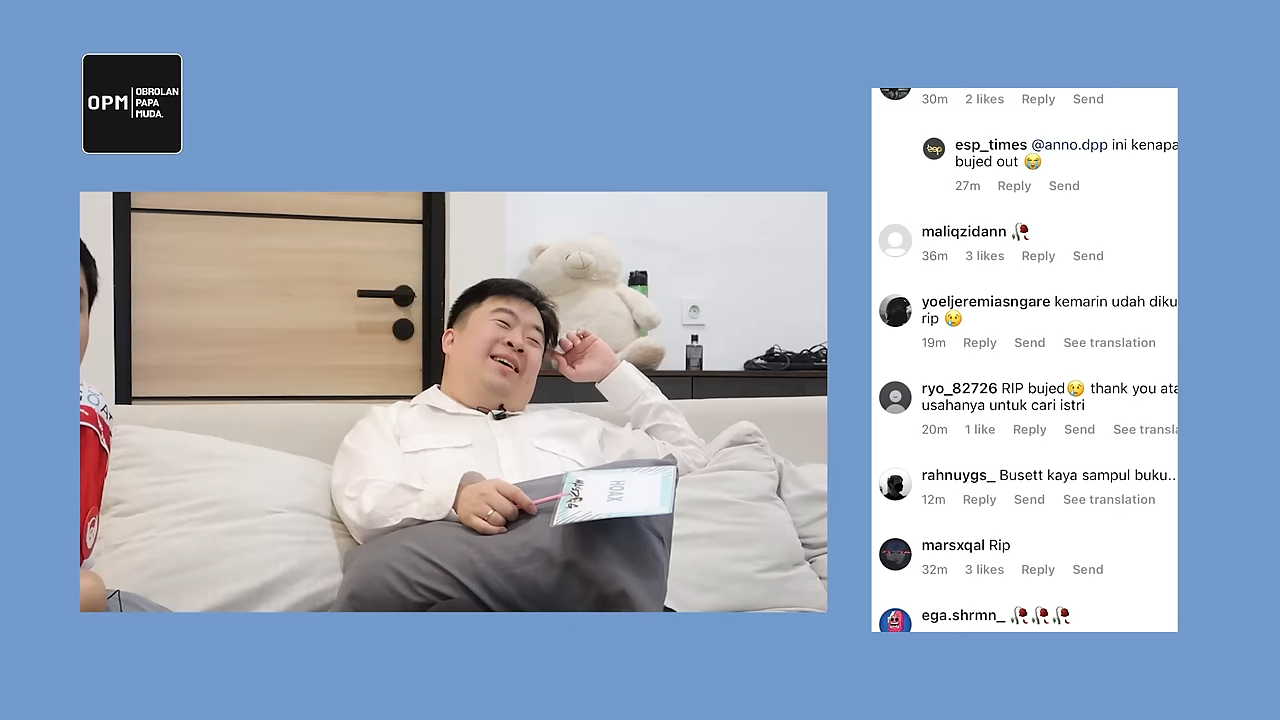 OPM
OBROLAN
PAPA
MUDA.
30m 2 likes Reply Send
esp_times @anno.dpp ini kenapa
bujed out 😭
27m Reply Send
maliqzidann 🥀
36m 3 likes Reply Send
yoeljeremiasngare kemarin udah diku
rip 😢
19m Reply Send See translation
ryo_82726 RIP bujed😢 thank you ata
usahanya untuk cari istri
20m 1 like Reply Send See transla
rahnuygs_ Busett kaya sampul buku..
12m Reply Send See translation
marsxqal Rip
32m 3 likes Reply Send
ega.shrmn_ 🥀🥀🥀
HOAX